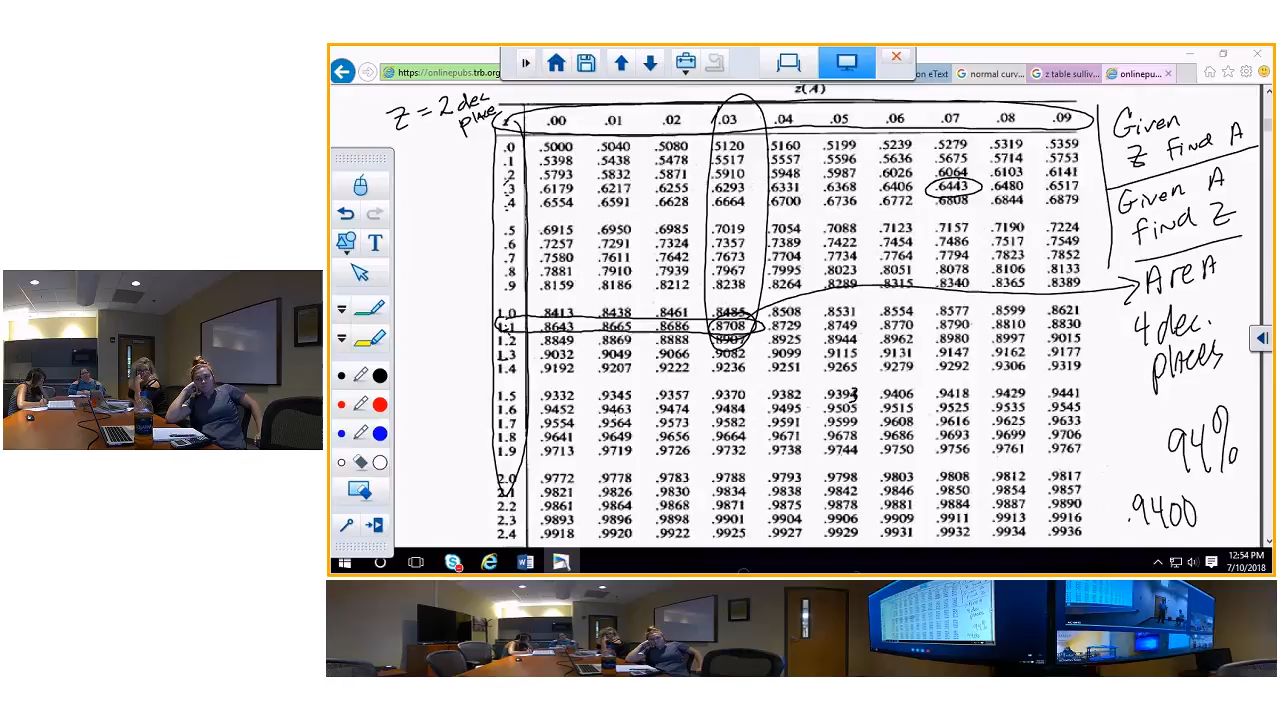 https://onlinepubs.trb.org
on eText
normal curv...
z table sulliv...
onlinepubs...
z(A)
Z = 2 dec
place
z .00 .01 .02 .03 .04 .05 .06 .07 .08 .09
.0 .5000 .5040 .5080 .5120 .5160 .5199 .5239 .5279 .5319 .5359
.1 .5398 .5438 .5478 .5517 .5557 .5596 .5636 .5675 .5714 .5753
.2 .5793 .5832 .5871 .5910 .5948 .5987 .6026 .6064 .6103 .6141
.3 .6179 .6217 .6255 .6293 .6331 .6368 .6406 .6443 .6480 .6517
.4 .6554 .6591 .6628 .6664 .6700 .6736 .6772 .6808 .6844 .6879
.5 .6915 .6950 .6985 .7019 .7054 .7088 .7123 .7157 .7190 .7224
.6 .7257 .7291 .7324 .7357 .7389 .7422 .7454 .7486 .7517 .7549
.7 .7580 .7611 .7642 .7673 .7704 .7734 .7764 .7794 .7823 .7852
.8 .7881 .7910 .7939 .7967 .7995 .8023 .8051 .8078 .8106 .8133
.9 .8159 .8186 .8212 .8238 .8264 .8289 .8315 .8340 .8365 .8389
1.0 .8413 .8438 .8461 .8485 .8508 .8531 .8554 .8577 .8599 .8621
1.1 .8643 .8665 .8686 .8708 .8729 .8749 .8770 .8790 .8810 .8830
1.2 .8849 .8869 .8888 .8907 .8925 .8944 .8962 .8980 .8997 .9015
1.3 .9032 .9049 .9066 .9082 .9099 .9115 .9131 .9147 .9162 .9177
1.4 .9192 .9207 .9222 .9236 .9251 .9265 .9279 .9292 .9306 .9319
1.5 .9332 .9345 .9357 .9370 .9382 .9393 .9406 .9418 .9429 .9441
1.6 .9452 .9463 .9474 .9484 .9495 .9505 .9515 .9525 .9535 .9545
1.7 .9554 .9564 .9573 .9582 .9591 .9599 .9608 .9616 .9625 .9633
1.8 .9641 .9649 .9656 .9664 .9671 .9678 .9686 .9693 .9699 .9706
1.9 .9713 .9719 .9726 .9732 .9738 .9744 .9750 .9756 .9761 .9767
2.0 .9772 .9778 .9783 .9788 .9793 .9798 .9803 .9808 .9812 .9817
2.1 .9821 .9826 .9830 .9834 .9838 .9842 .9846 .9850 .9854 .9857
2.2 .9861 .9864 .9868 .9871 .9875 .9878 .9881 .9884 .9887 .9890
2.3 .9893 .9896 .9898 .9901 .9904 .9906 .9909 .9911 .9913 .9916
2.4 .9918 .9920 .9922 .9925 .9927 .9929 .9931 .9932 .9934 .9936
Given
Z find A
Given A
find Z
AreA
4 dec.
places
94%
.9400
T
12:54 PM
7/10/2018